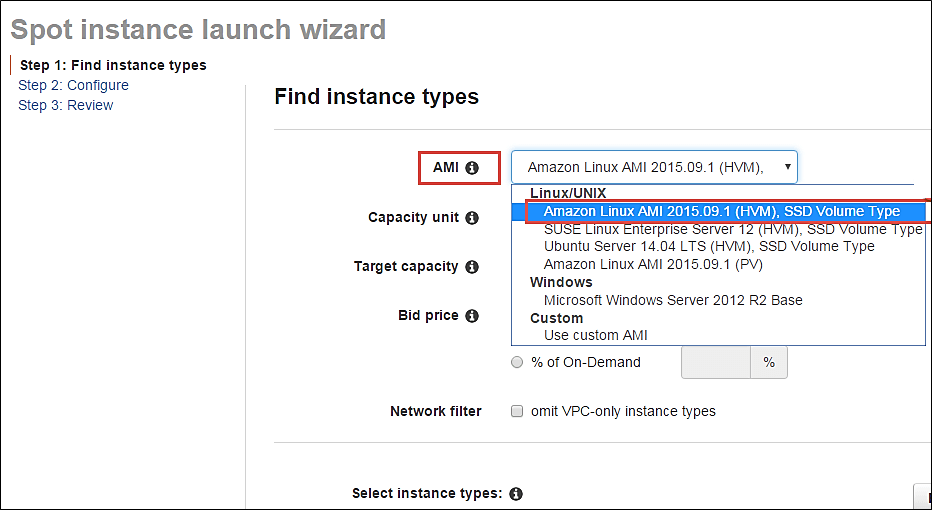 Spot instance launch wizard
Step 1: Find instance types
Step 2: Configure
Step 3: Review
Find instance types
AMI
Amazon Linux AMI 2015.09.1 (HVM),
Linux/UNIX
Amazon Linux AMI 2015.09.1 (HVM), SSD Volume Type
SUSE Linux Enterprise Server 12 (HVM), SSD Volume Type
Ubuntu Server 14.04 LTS (HVM), SSD Volume Type
Amazon Linux AMI 2015.09.1 (PV)
Windows
Microsoft Windows Server 2012 R2 Base
Custom
Use custom AMI
Capacity unit
Target capacity
Bid price
% of On-Demand %
Network filter omit VPC-only instance types
Select instance types: